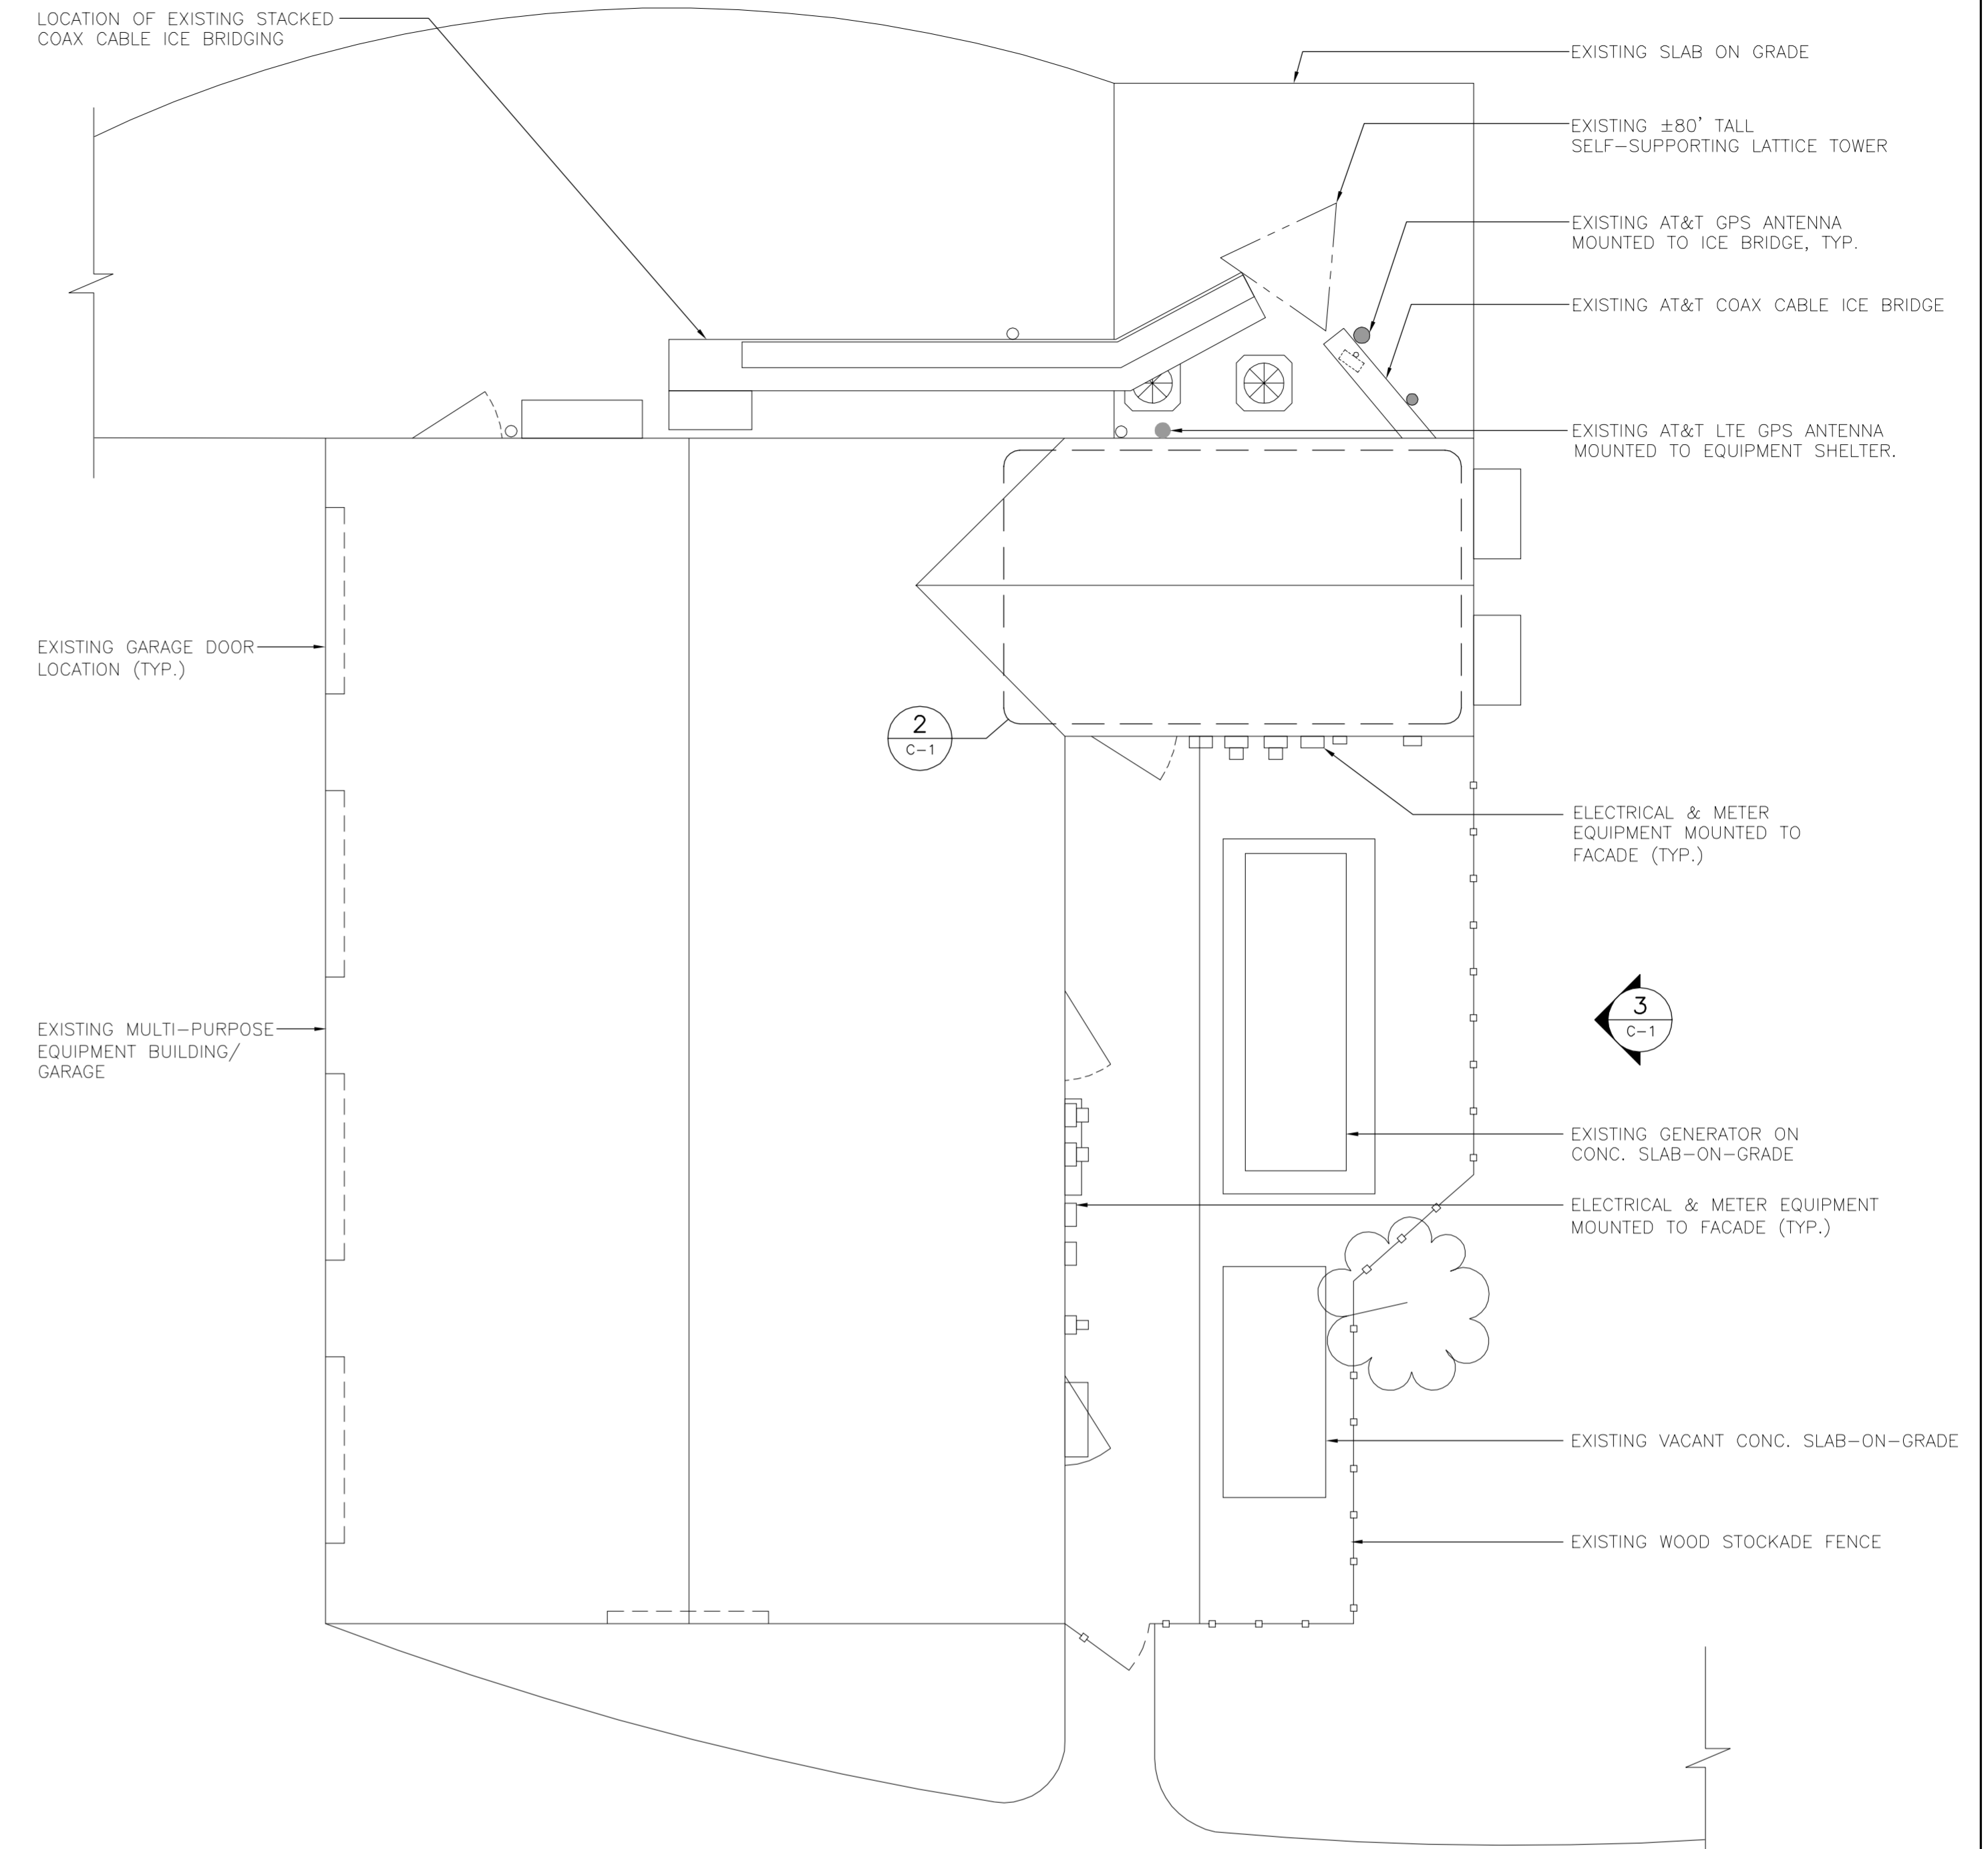 LOCATION OF EXISTING STACKED
COAX CABLE ICE BRIDGING
EXISTING SLAB ON GRADE
EXISTING ±80' TALL
SELF-SUPPORTING LATTICE TOWER
EXISTING AT&T GPS ANTENNA
MOUNTED TO ICE BRIDGE, TYP.
EXISTING AT&T COAX CABLE ICE BRIDGE
EXISTING AT&T LTE GPS ANTENNA
MOUNTED TO EQUIPMENT SHELTER.
EXISTING GARAGE DOOR
LOCATION (TYP.)
2
C-1
ELECTRICAL & METER
EQUIPMENT MOUNTED TO
FACADE (TYP.)
3
C-1
EXISTING MULTI-PURPOSE
EQUIPMENT BUILDING/
GARAGE
EXISTING GENERATOR ON
CONC. SLAB-ON-GRADE
ELECTRICAL & METER EQUIPMENT
MOUNTED TO FACADE (TYP.)
EXISTING VACANT CONC. SLAB-ON-GRADE
EXISTING WOOD STOCKADE FENCE